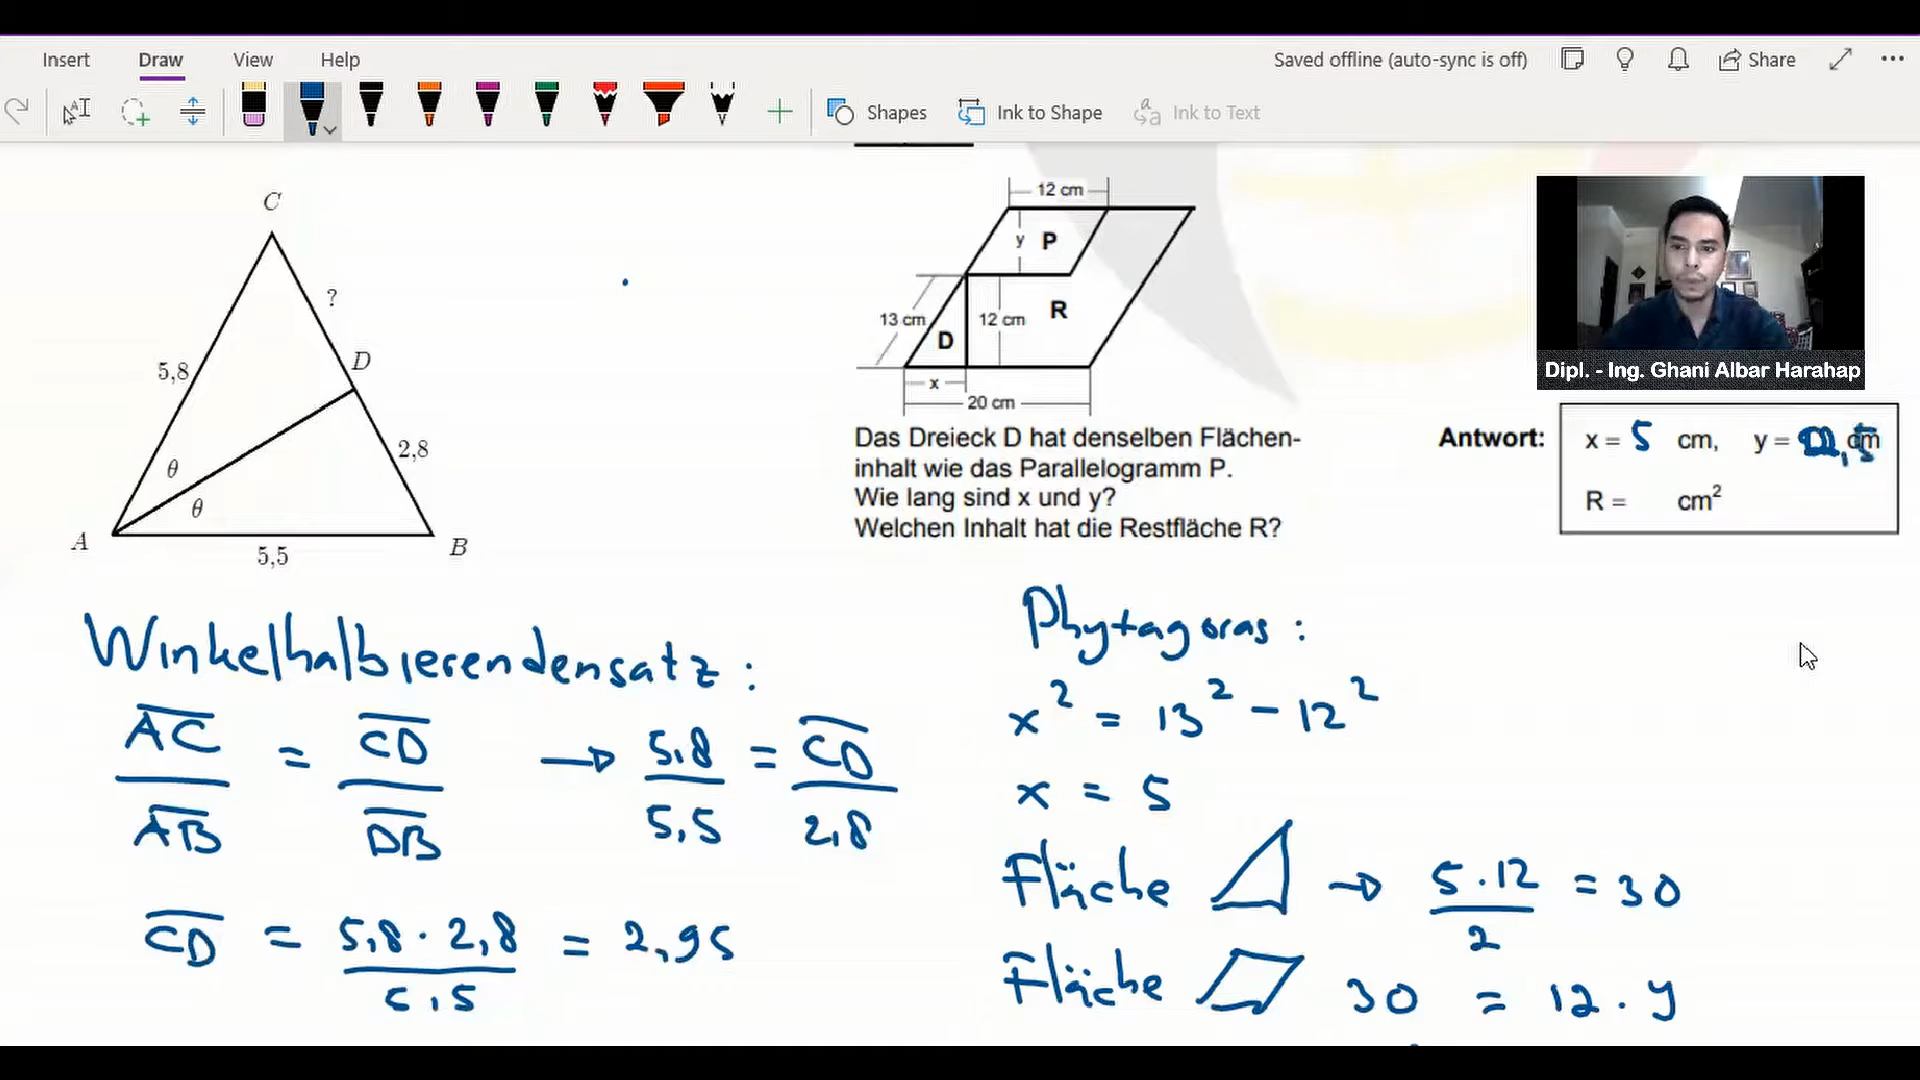 Insert Draw View Help
Saved offline (auto-sync is off)
Share
Shapes
Ink to Shape
Ink to Text
C
?
5,8
D
2,8
θ
θ
A
B
5,5
12 cm
y P
13 cm
12 cm
R
D
x
20 cm
Das Dreieck D hat denselben Flächen-
inhalt wie das Parallelogramm P.
Wie lang sind x und y?
Welchen Inhalt hat die Restfläche R?
Dipl. - Ing. Ghani Albar Harahap
Antwort:
x = 5 cm, y = cm
R = cm²
Winkelhalbierendensatz :
AC / AB = CD / DB → 5,8 / 5,5 = CD / 2,8
CD = 5,8 · 2,8 / 5,5 = 2,95
Phytagoras :
x² = 13² - 12²
x = 5
Fläche → 5 · 12 / 2 = 30
Fläche 30 = 12 · y